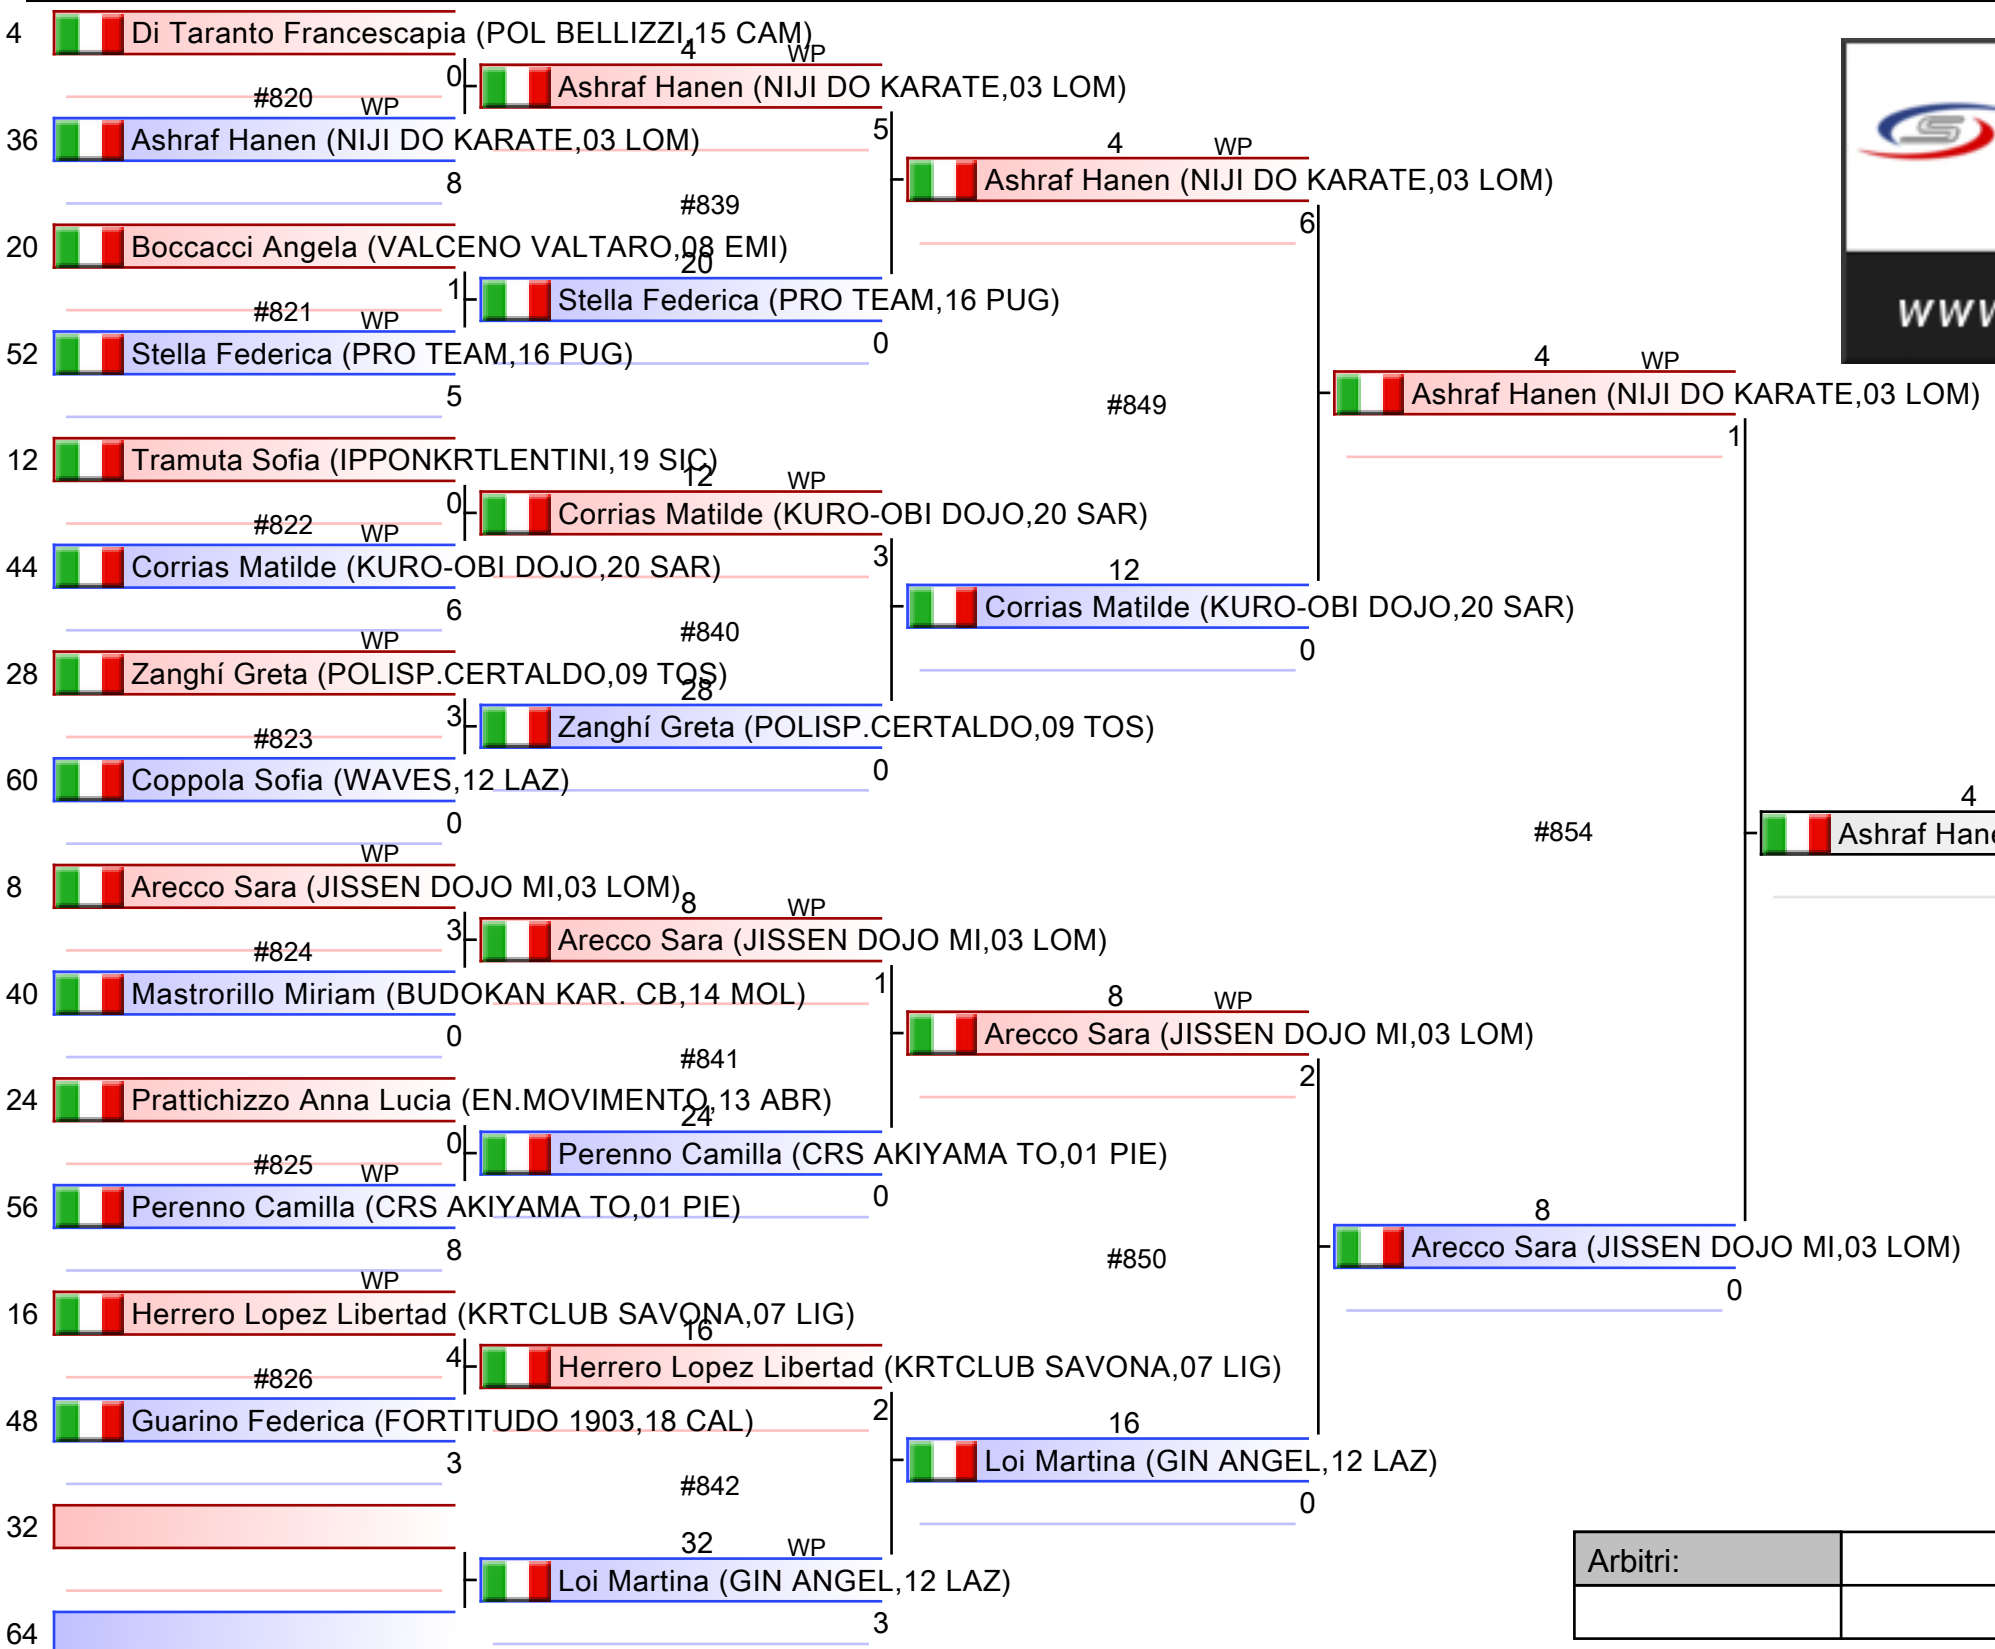 4 Di Taranto Francescapia (POL BELLIZZI,15 CAM)
4 WP
0 Ashraf Hanen (NIJI DO KARATE,03 LOM)
#820 WP
36 Ashraf Hanen (NIJI DO KARATE,03 LOM)
5
4 WP
8
Ashraf Hanen (NIJI DO KARATE,03 LOM)
#839
6
20 Boccacci Angela (VALCENO VALTARO,08 EMI)
20
1 Stella Federica (PRO TEAM,16 PUG)
#821 WP
www
52 Stella Federica (PRO TEAM,16 PUG)
0
4 WP
5
#849
Ashraf Hanen (NIJI DO KARATE,03 LOM)
1
12 Tramuta Sofia (IPPONKRTLENTINI,19 SIC)
12 WP
0 Corrias Matilde (KURO-OBI DOJO,20 SAR)
#822 WP
44 Corrias Matilde (KURO-OBI DOJO,20 SAR)
3
12
6
Corrias Matilde (KURO-OBI DOJO,20 SAR)
#840
WP
0
28 Zanghí Greta (POLISP.CERTALDO,09 TOS)
28
3 Zanghí Greta (POLISP.CERTALDO,09 TOS)
#823
60 Coppola Sofia (WAVES,12 LAZ)
0
4
0
#854
Ashraf Hane
WP
8 Arecco Sara (JISSEN DOJO MI,03 LOM)
8 WP
3 Arecco Sara (JISSEN DOJO MI,03 LOM)
#824
40 Mastrorillo Miriam (BUDOKAN KAR. CB,14 MOL)
1
8 WP
0
Arecco Sara (JISSEN DOJO MI,03 LOM)
#841
2
24 Prattichizzo Anna Lucia (EN.MOVIMENTO,13 ABR)
24
0 Perenno Camilla (CRS AKIYAMA TO,01 PIE)
#825 WP
56 Perenno Camilla (CRS AKIYAMA TO,01 PIE)
0
8
8
#850
Arecco Sara (JISSEN DOJO MI,03 LOM)
WP
0
16 Herrero Lopez Libertad (KRTCLUB SAVONA,07 LIG)
16
4 Herrero Lopez Libertad (KRTCLUB SAVONA,07 LIG)
#826
48 Guarino Federica (FORTITUDO 1903,18 CAL)
2
16
3
Loi Martina (GIN ANGEL,12 LAZ)
#842
0
32
32 WP
Loi Martina (GIN ANGEL,12 LAZ)
Arbitri:
64
3